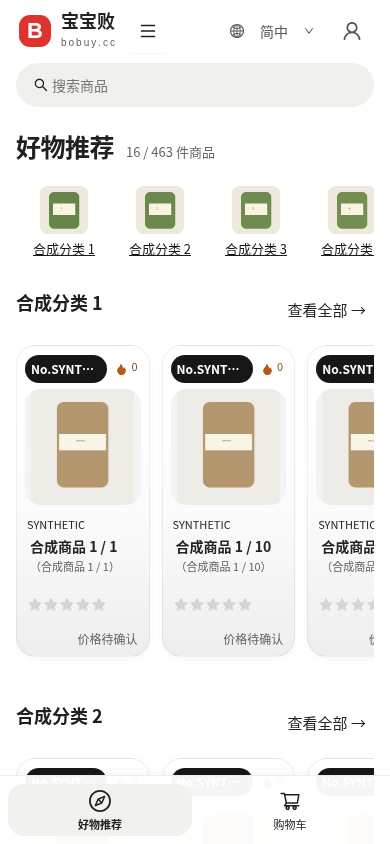 B 宝宝败
bobuy.cc
简中
搜索商品
好物推荐 16 / 463 件商品
合成分类 1 合成分类 2 合成分类 3 合成分类
合成分类 1 查看全部 →
No.SYNT··· 0 No.SYNT··· 0 No.SYNT
SYNTHETIC SYNTHETIC SYNTHETIC
合成商品 1 / 1 合成商品 1 / 10 合成商品
（合成商品 1 / 1） （合成商品 1 / 10） （合成商品
价格待确认 价格待确认
合成分类 2 查看全部 →
好物推荐 购物车